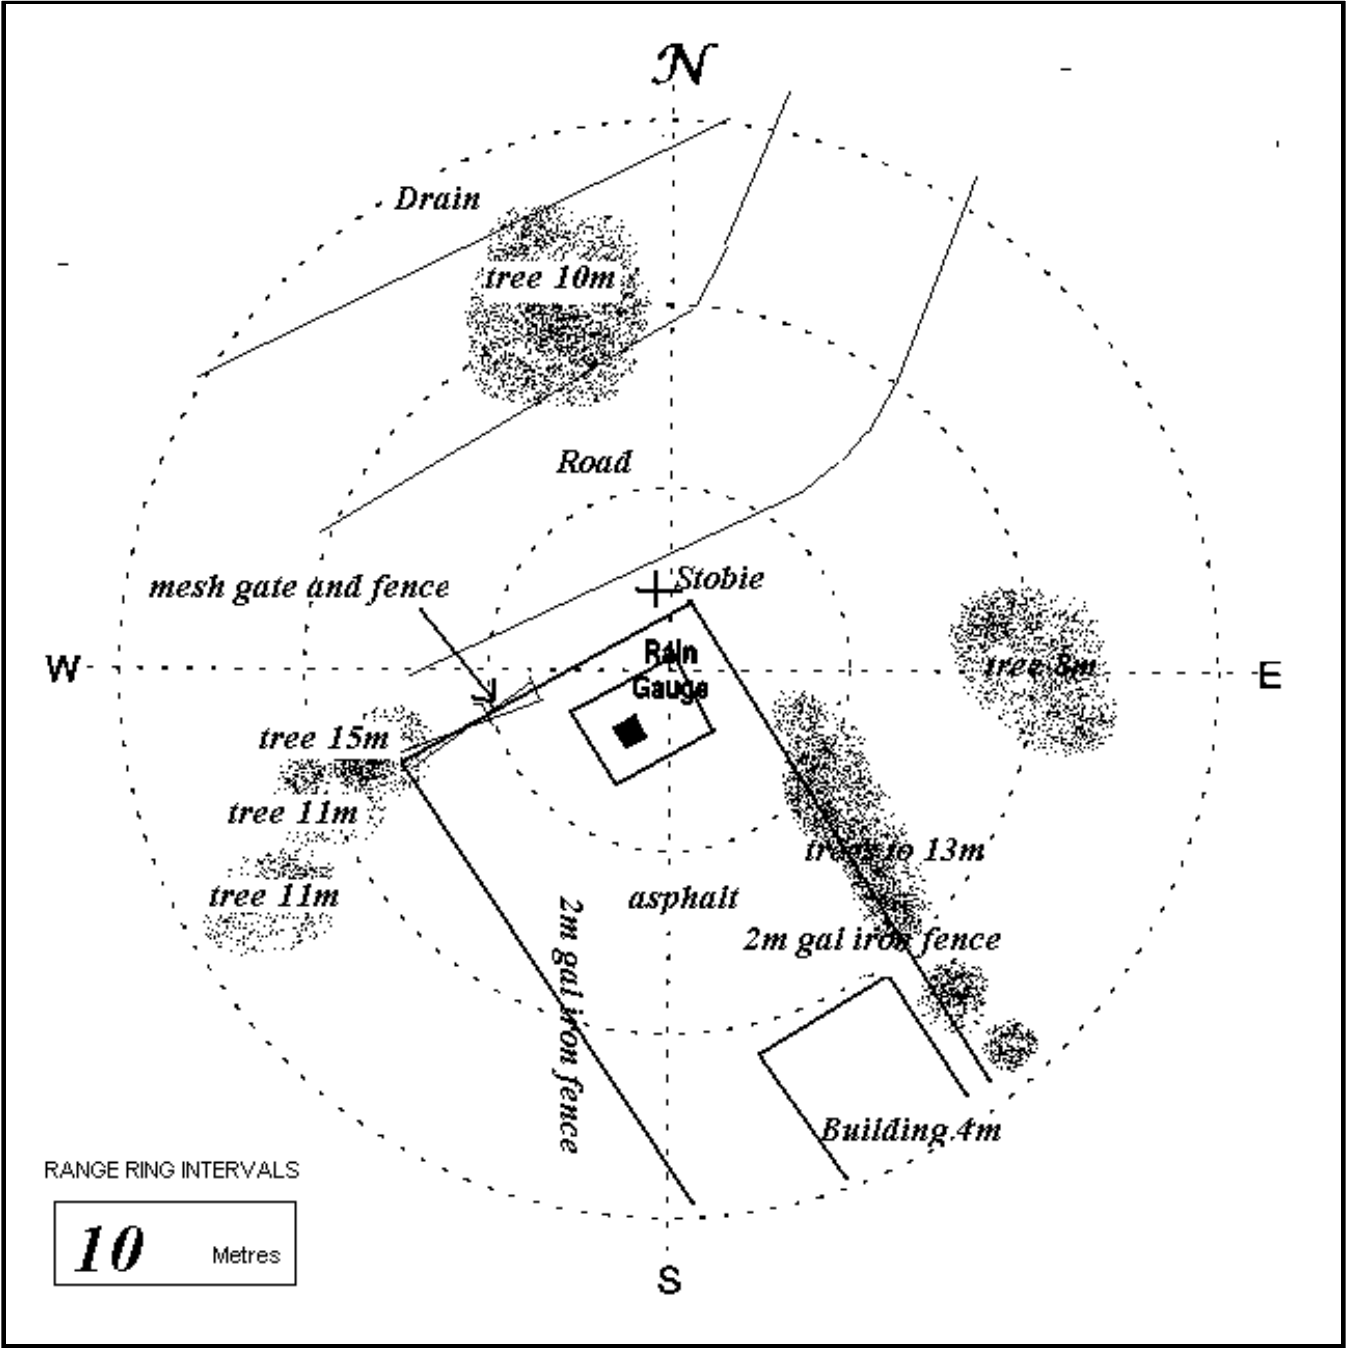 N
Drain
tree 10m
Road
mesh gate and fence
Stobie
Rain
Gauge
W
E
tree 8m
tree 15m
tree 11m
tree 11m
trees to 13m
asphalt
2m gal iron fence
2m gal iron fence
Building 4m
RANGE RING INTERVALS
10 Metres
S